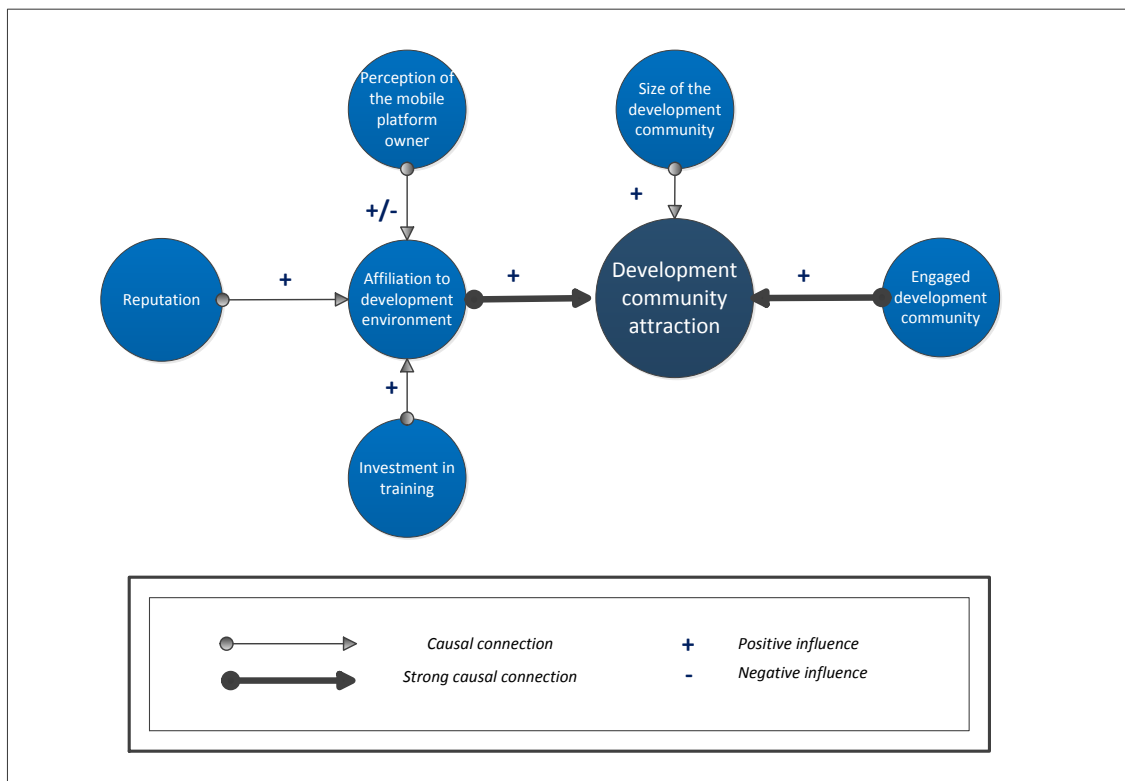 Perception of
the mobile
platform
owner
Size of the
development
community
+/-
+
Reputation
+
Affiliation to
development
environment
+
Development
community
attraction
+
Engaged
development
community
+
Investment in
training
Causal connection
+
Positive influence
Strong causal connection
-
Negative influence